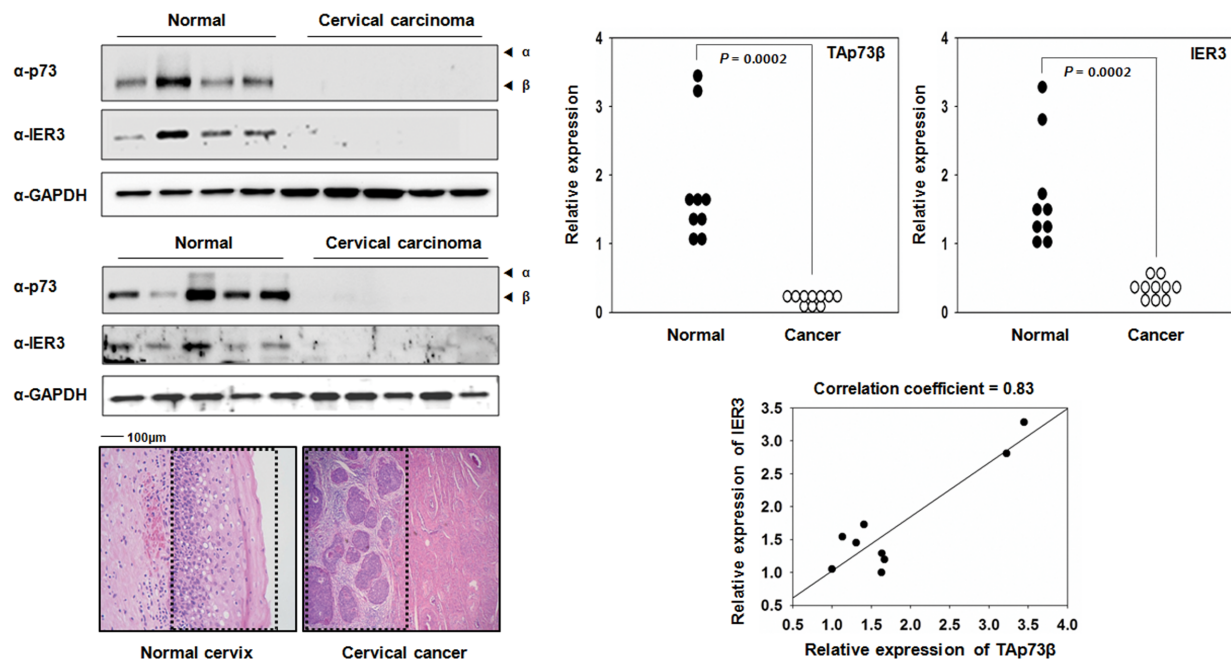 Normal
Cervical carcinoma
α-p73
◄ α
◄ β
α-IER3
α-GAPDH
Normal
Cervical carcinoma
α-p73
◄ α
◄ β
α-IER3
α-GAPDH
100µm
Normal cervix
Cervical cancer
4
3
2
1
0
Relative expression
TAp73β
P = 0.0002
Normal
Cancer
4
3
2
1
0
Relative expression
IER3
P = 0.0002
Normal
Cancer
Correlation coefficient = 0.83
Relative expression of IER3
3.5
3.0
2.5
2.0
1.5
1.0
0.5
0.5 1.0 1.5 2.0 2.5 3.0 3.5 4.0
Relative expression of TAp73β